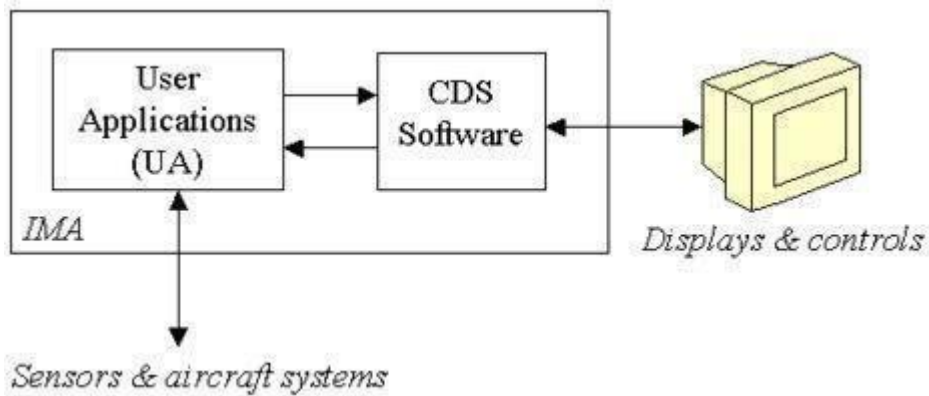 User
Applications
(UA)
CDS
Software
IMA
Displays & controls
Sensors & aircraft systems